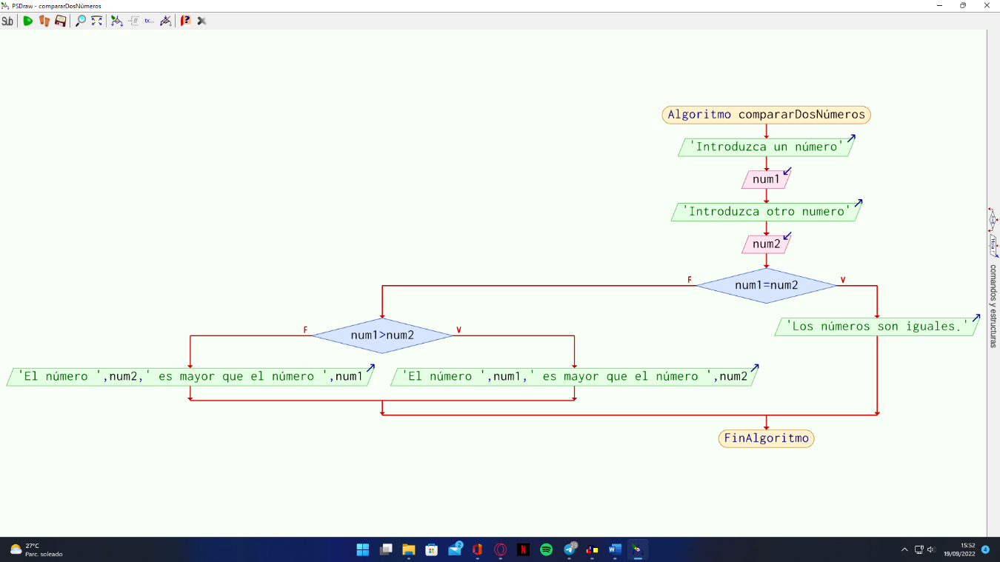 PSDraw - compararDosNúmeros
Sub
Algoritmo compararDosNúmeros
'Introduzca un número'
num1
'Introduzca otro numero'
num2
F
num1=num2
V
F
num1>num2
V
'Los números son iguales.'
'El número ',num2,' es mayor que el número ',num1
'El número ',num1,' es mayor que el número ',num2
FinAlgoritmo
comandos y estructuras
27°C
Parc. soleado
2
25
15:52
19/09/2022
4